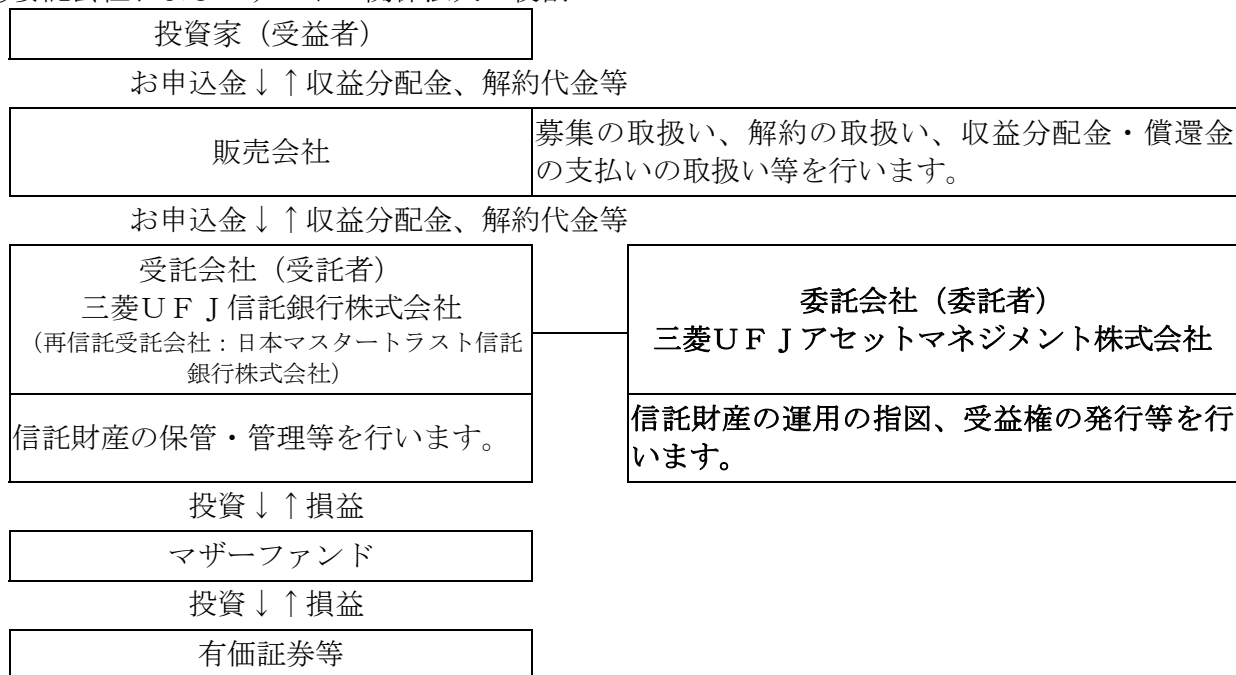 投資家（受益者）
お申込金↓↑収益分配金、解約代金等
販売会社
募集の取扱い、解約の取扱い、収益分配金・償還金
の支払いの取扱い等を行います。
お申込金↓↑収益分配金、解約代金等
受託会社（受託者）
三菱ＵＦＪ信託銀行株式会社
（再信託受託会社：日本マスタートラスト信託
銀行株式会社）
委託会社（委託者）
三菱ＵＦＪアセットマネジメント株式会社
信託財産の保管・管理等を行います。
信託財産の運用の指図、受益権の発行等を行
います。
投資↓↑損益
マザーファンド
投資↓↑損益
有価証券等